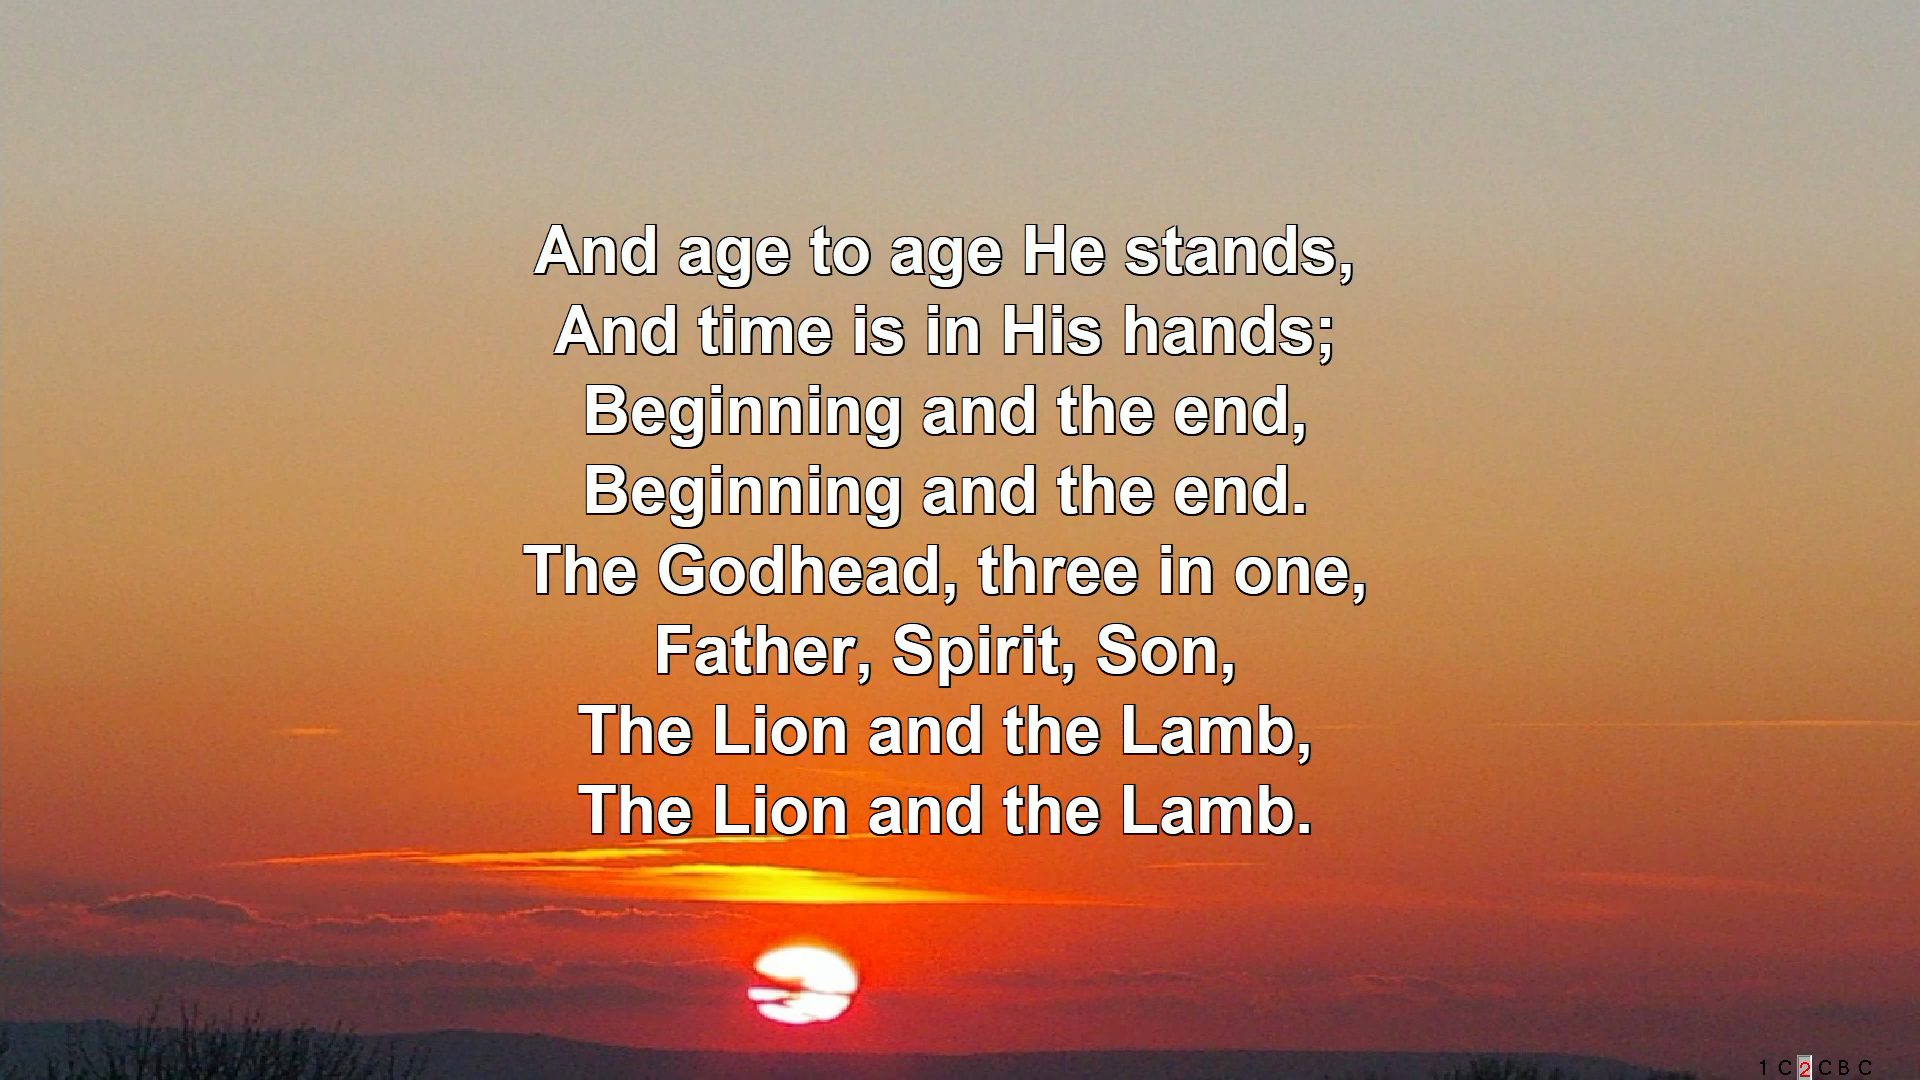 And age to age He stands,
And time is in His hands;
Beginning and the end,
Beginning and the end.
The Godhead, three in one,
Father, Spirit, Son,
The Lion and the Lamb,
The Lion and the Lamb.
1 C 2 C B C